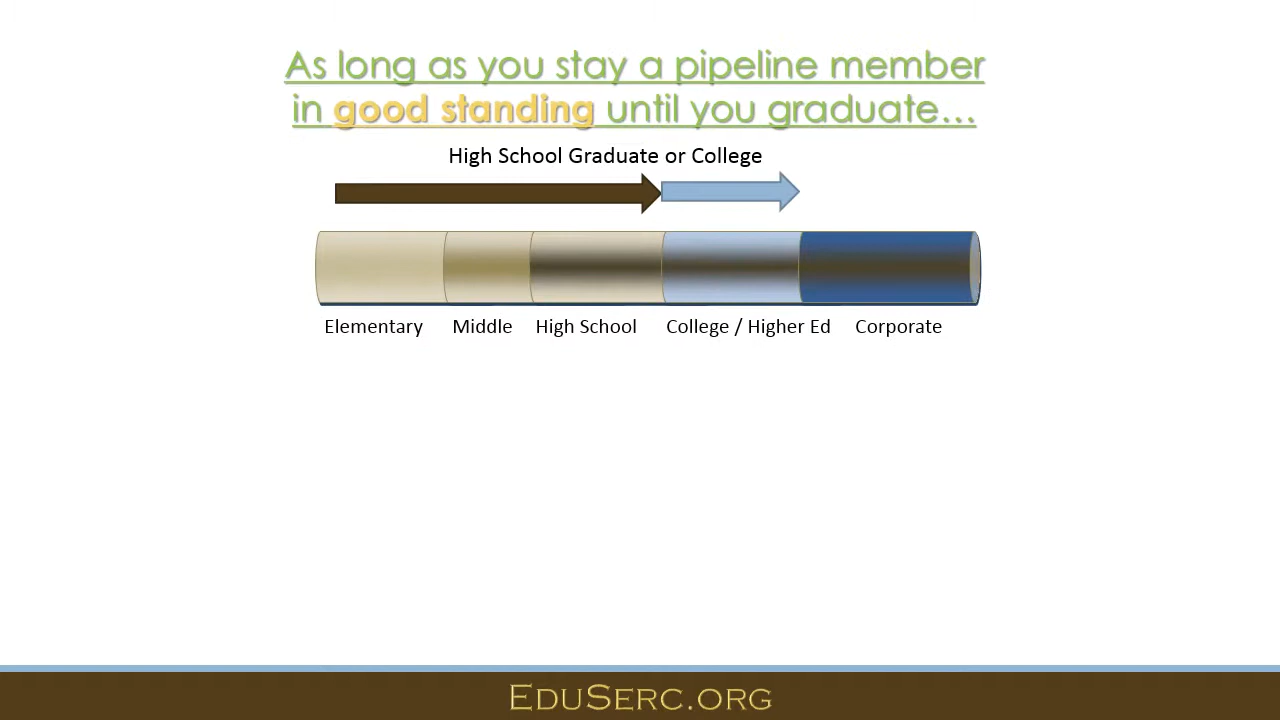 As long as you stay a pipeline member
in good standing until you graduate...
High School Graduate or College
Elementary Middle High School College / Higher Ed Corporate
EduSerc.org